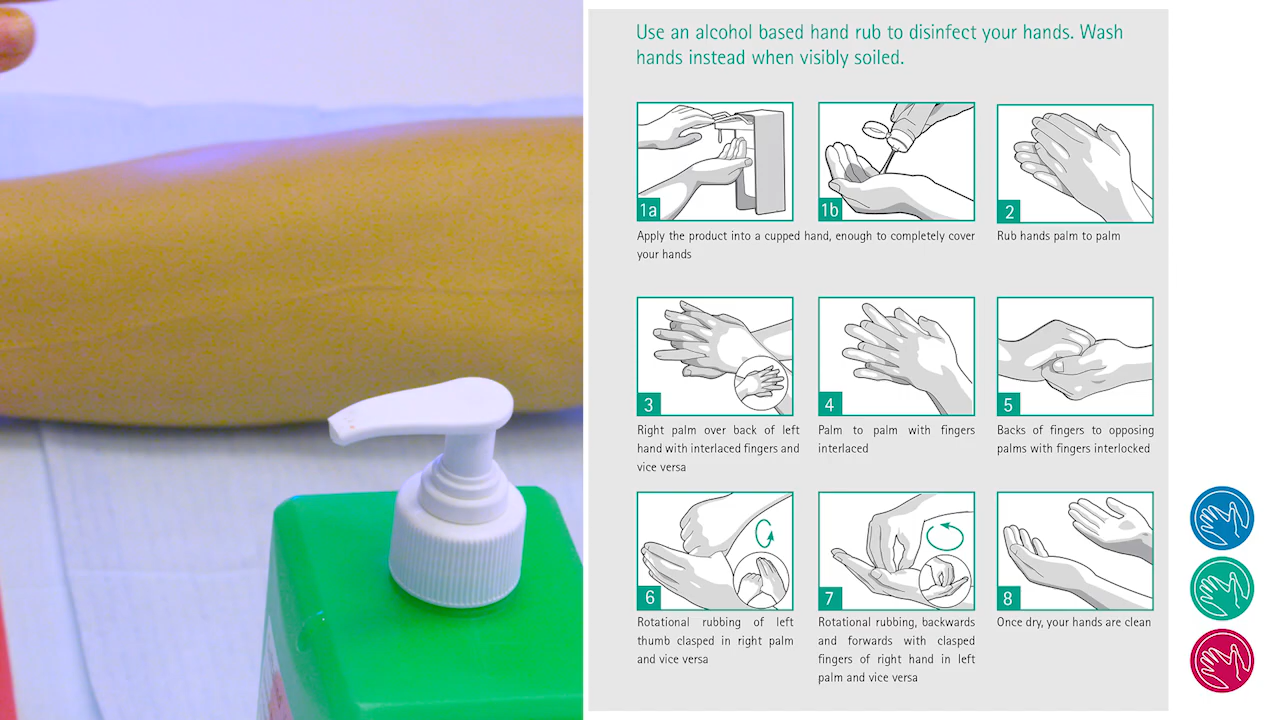 Use an alcohol based hand rub to disinfect your hands. Wash
hands instead when visibly soiled.
1a
1b
2
Apply the product into a cupped hand, enough to completely cover
your hands
Rub hands palm to palm
3
4
5
Right palm over back of left
hand with interlaced fingers and
vice versa
Palm to palm with fingers
interlaced
Backs of fingers to opposing
palms with fingers interlocked
6
7
8
Rotational rubbing of left
thumb clasped in right palm
and vice versa
Rotational rubbing, backwards
and forwards with clasped
fingers of right hand in left
palm and vice versa
Once dry, your hands are clean